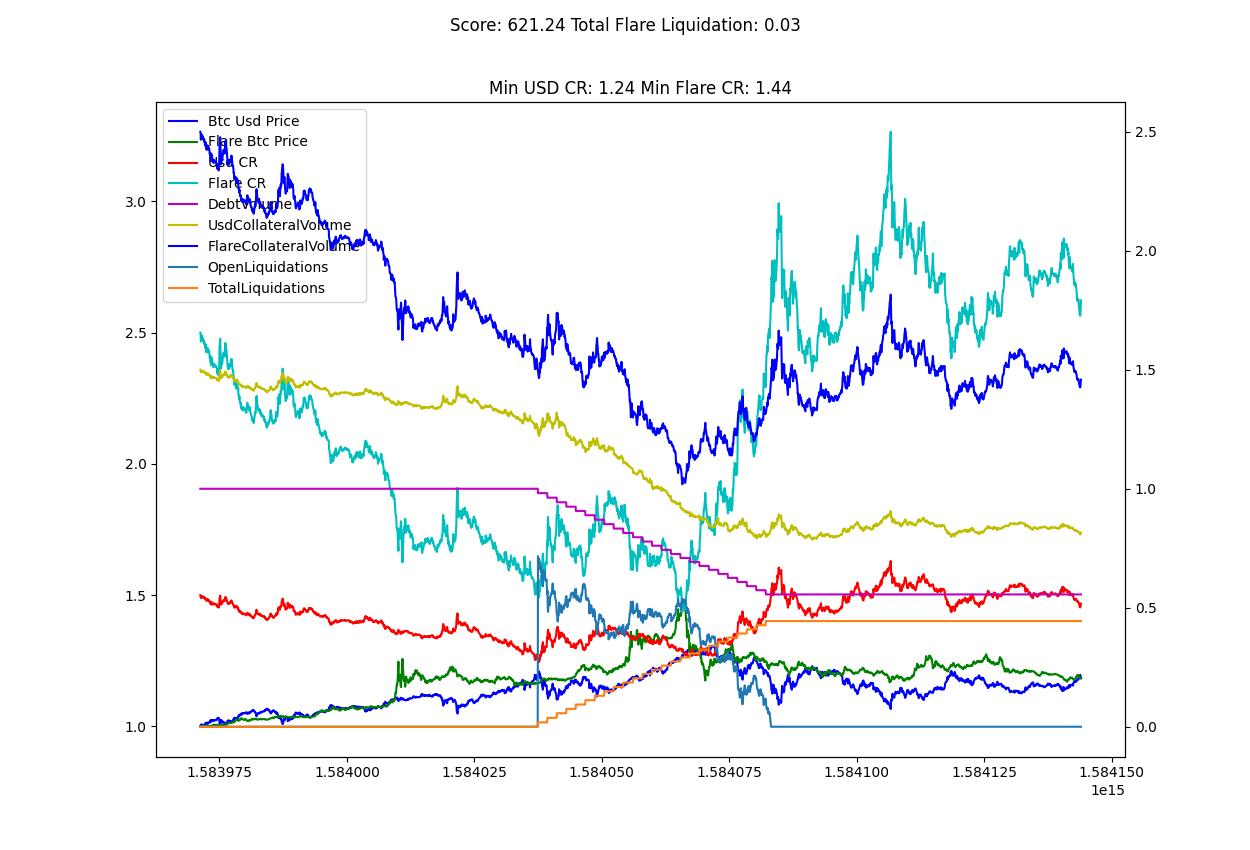 Score: 621.24 Total Flare Liquidation: 0.03
Min USD CR: 1.24 Min Flare CR: 1.44
Btc Usd Price
Flare Btc Price
Usd CR
Flare CR
DebtVolume
UsdCollateralVolume
FlareCollateralVolume
OpenLiquidations
TotalLiquidations
3.0
2.5
2.0
1.5
1.0
2.5
2.0
1.5
1.0
0.5
0.0
1.583975 1.584000 1.584025 1.584050 1.584075 1.584100 1.584125 1.584150
1e15